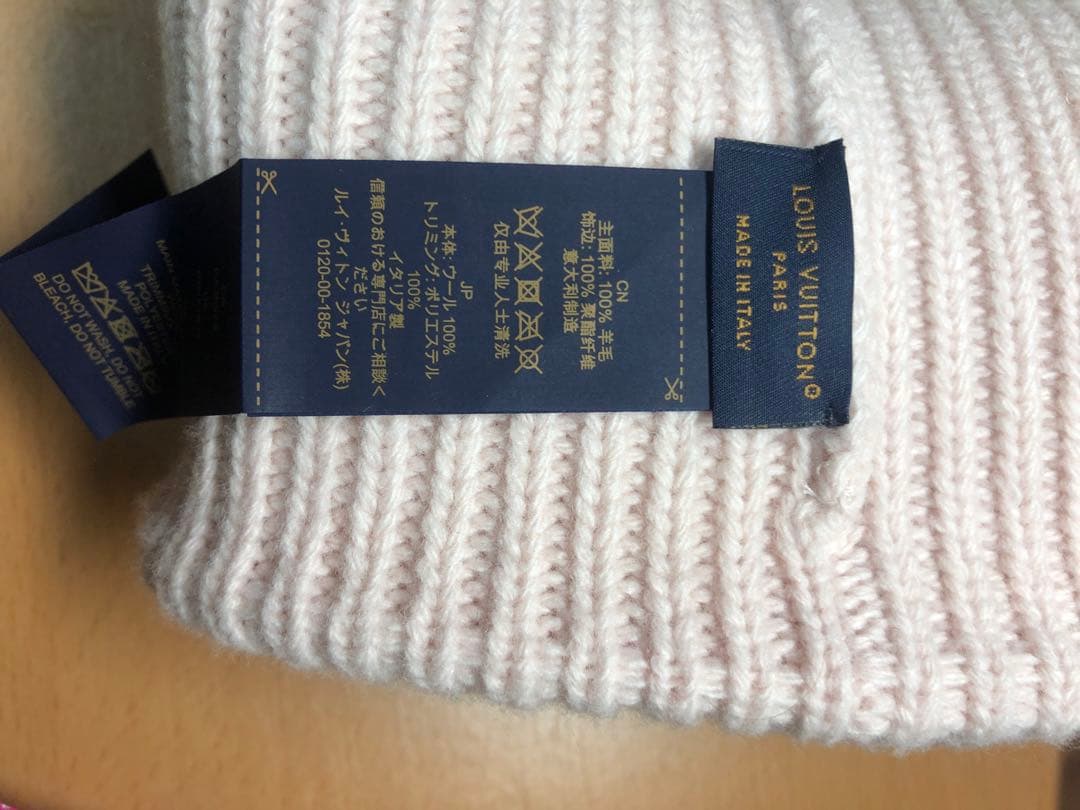 LOUIS VUITTON
PARIS
MADE IN ITALY
CN
主面料: 100% 羊毛
饰边: 100% 聚酯纤维
意大利制造
仅由专业人士清洗
JP
本体: ウール 100%
トリミング: ポリエステル
100%
イタリア製
信頼のおける専門店にご相談く
ださい
ルイ・ヴィトン ジャパン(株)
0120-00-1854
MADE IN
DO NOT WASH, DO NOT
BLEACH, DO NOT TUMBLE